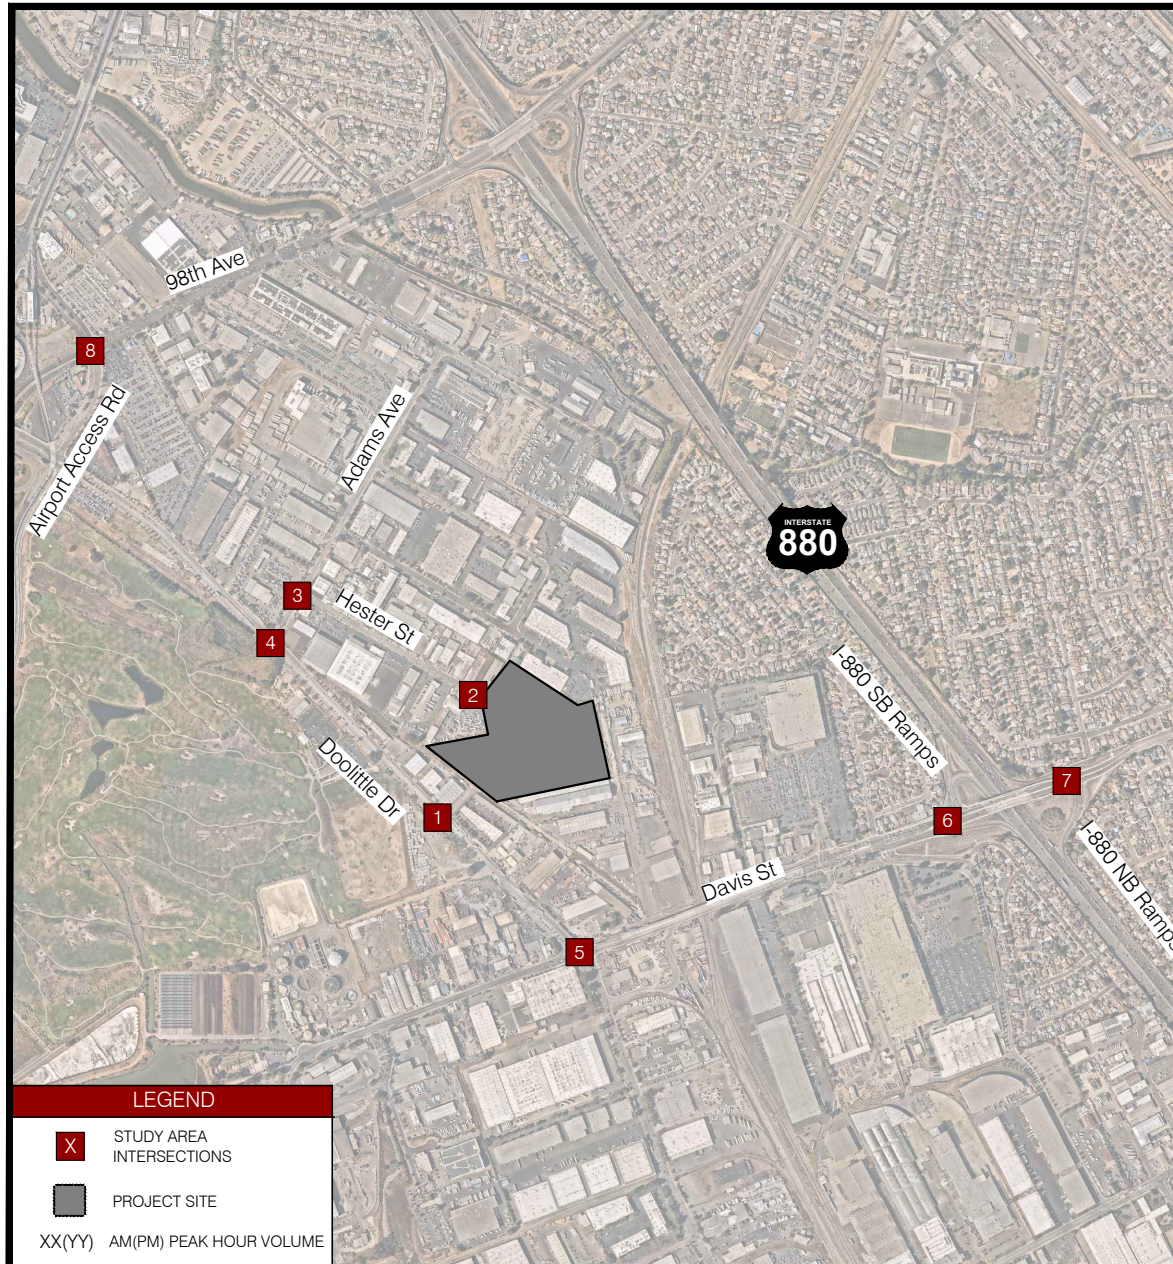 98th Ave
8
Airport Access Rd
Adams Ave
INTERSTATE
880
3
Hester St
4
2
I-880 SB Ramps
Doolittle Dr
1
7
6
I-880 NB Ramps
Davis St
5
LEGEND
X
STUDY AREA
INTERSECTIONS
PROJECT SITE
XX(YY) AM(PM) PEAK HOUR VOLUME